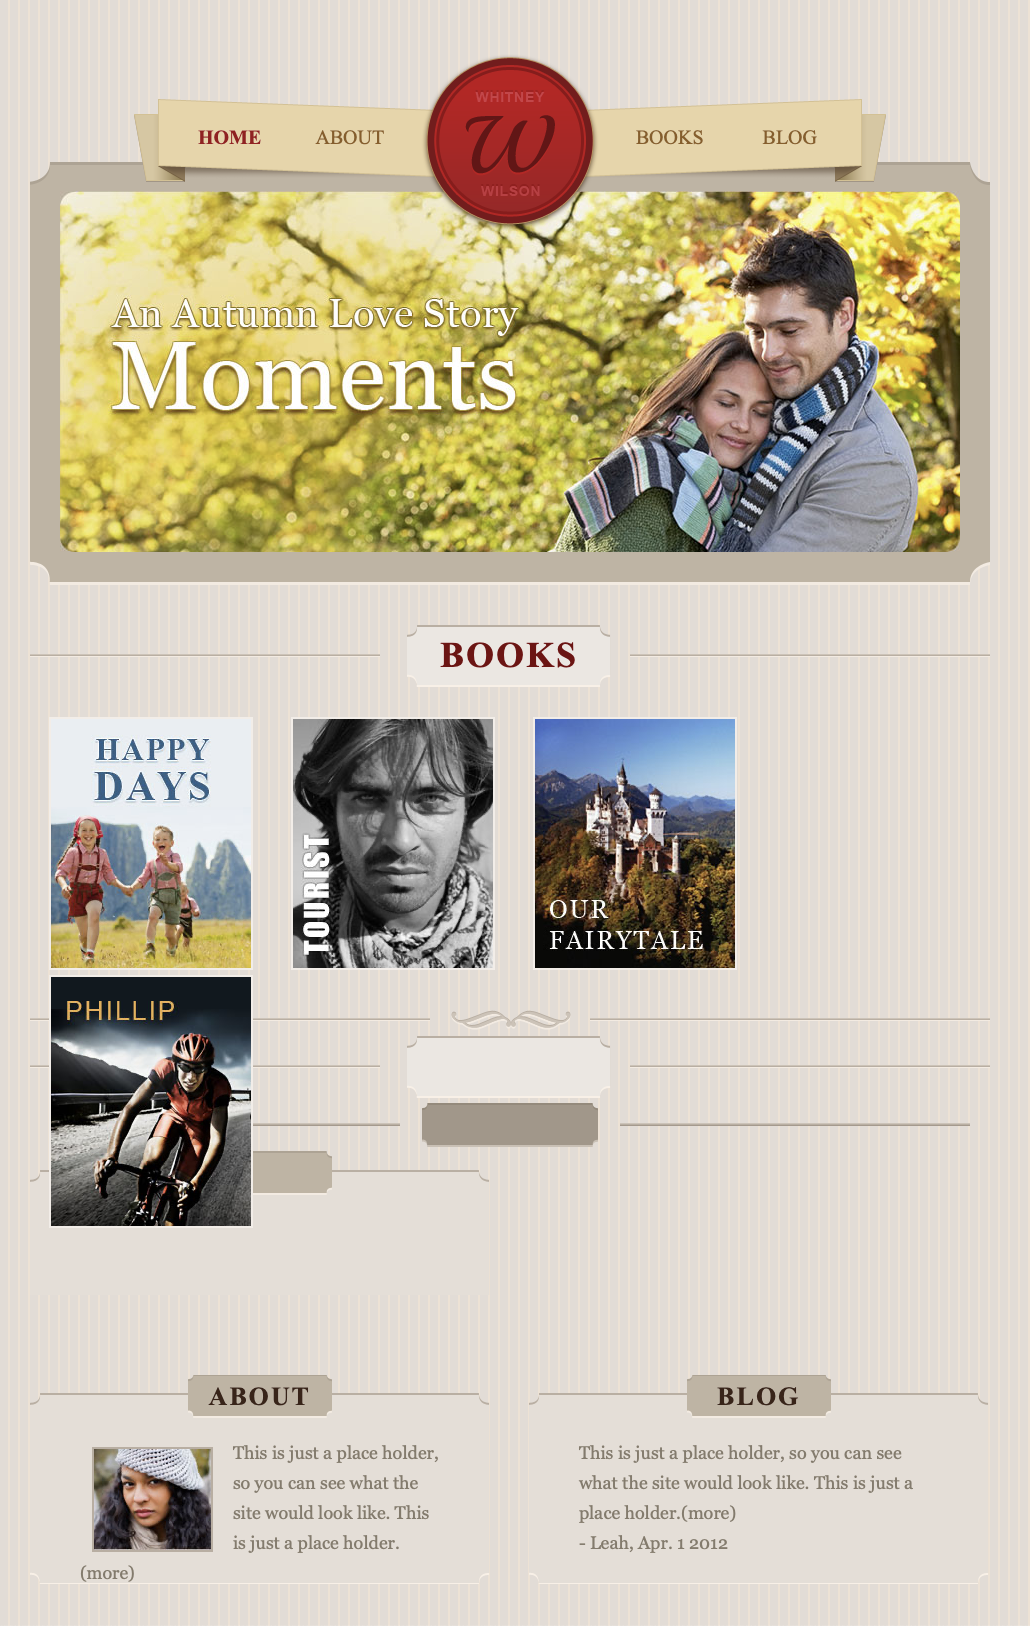 WHITNEY
W
WILSON
HOME
ABOUT
BOOKS
BLOG
An Autumn Love Story
Moments
BOOKS
HAPPY
DAYS
TOURIST
OUR
FAIRYTALE
PHILLIP
ABOUT
This is just a place holder,
so you can see what the
site would look like. This
is just a place holder.
(more)
BLOG
This is just a place holder, so you can see
what the site would look like. This is just a
place holder.(more)
- Leah, Apr. 1 2012